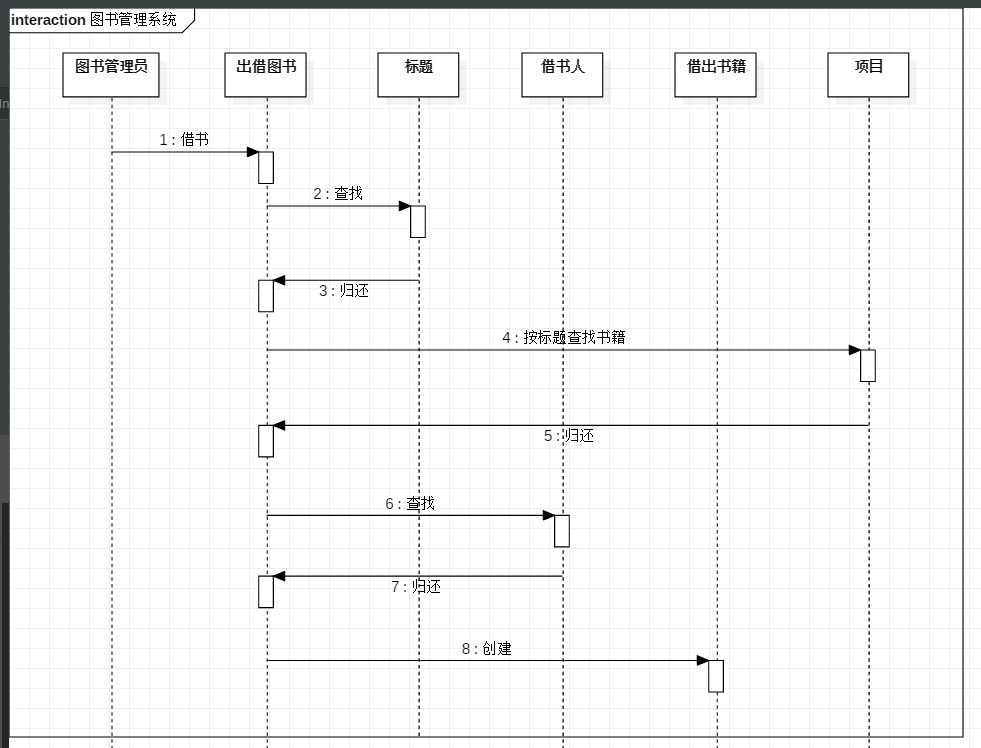 interaction 图书管理系统
图书管理员
出借图书
标题
借书人
借出书籍
项目
In
1 : 借书
2 : 查找
3 : 归还
4 : 按标题查找书籍
5 : 归还
6 : 查找
7 : 归还
8 : 创建